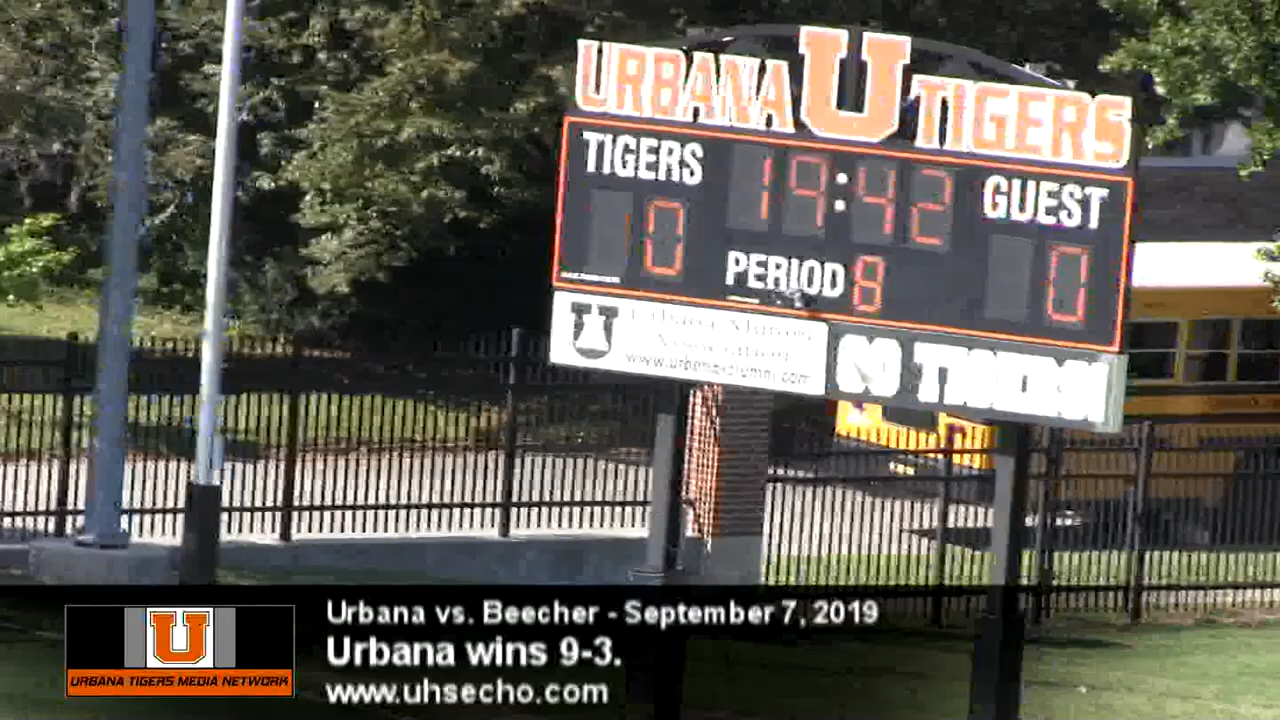 URBANA U TIGERS
TIGERS 19:42 GUEST
0 PERIOD 8 0
U
www.urbanaalumni.com
GO
U
URBANA TIGERS MEDIA NETWORK
Urbana vs. Beecher - September 7, 2019
Urbana wins 9-3.
www.uhsecho.com